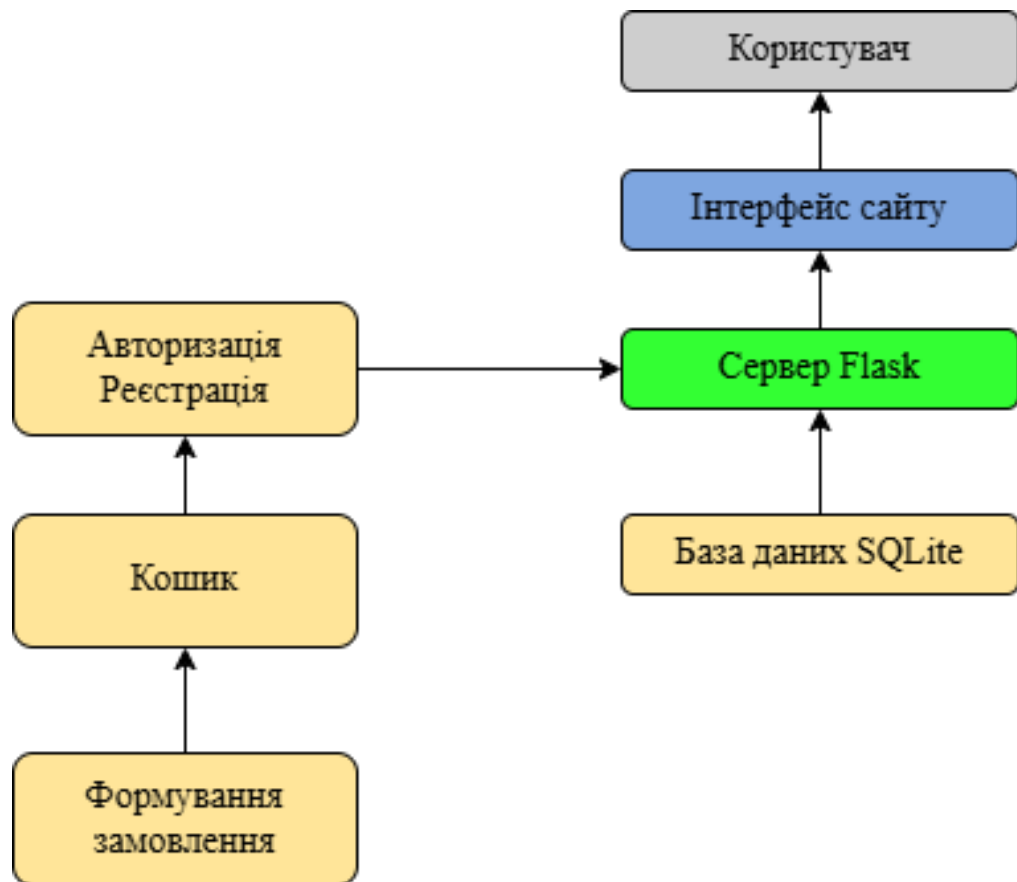 Користувач
Інтерфейс сайту
Авторизація
Реєстрація
Сервер Flask
Кошик
База даних SQLite
Формування
замовлення